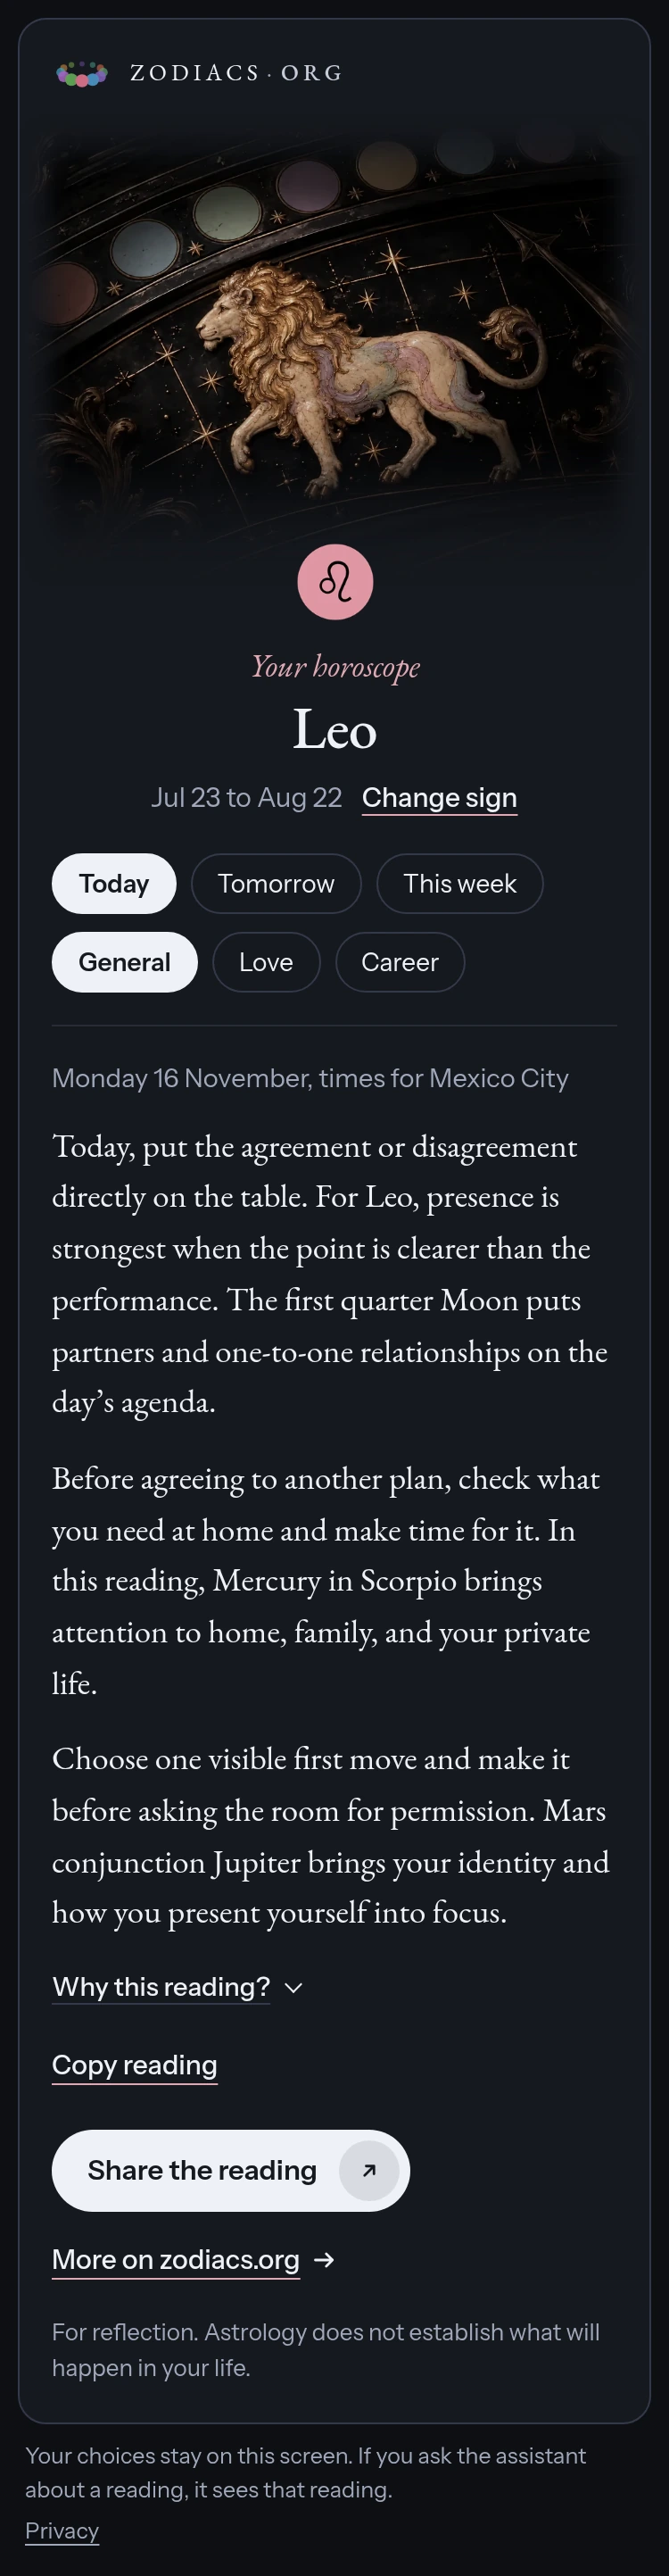 ZODIACS · ORG
Your horoscope
Leo
Jul 23 to Aug 22 Change sign
Today Tomorrow This week
General Love Career
Monday 16 November, times for Mexico City
Today, put the agreement or disagreement
directly on the table. For Leo, presence is
strongest when the point is clearer than the
performance. The first quarter Moon puts
partners and one-to-one relationships on the
day’s agenda.
Before agreeing to another plan, check what
you need at home and make time for it. In
this reading, Mercury in Scorpio brings
attention to home, family, and your private
life.
Choose one visible first move and make it
before asking the room for permission. Mars
conjunction Jupiter brings your identity and
how you present yourself into focus.
Why this reading?
Copy reading
Share the reading
More on zodiacs.org →
For reflection. Astrology does not establish what will
happen in your life.
Your choices stay on this screen. If you ask the assistant
about a reading, it sees that reading.
Privacy